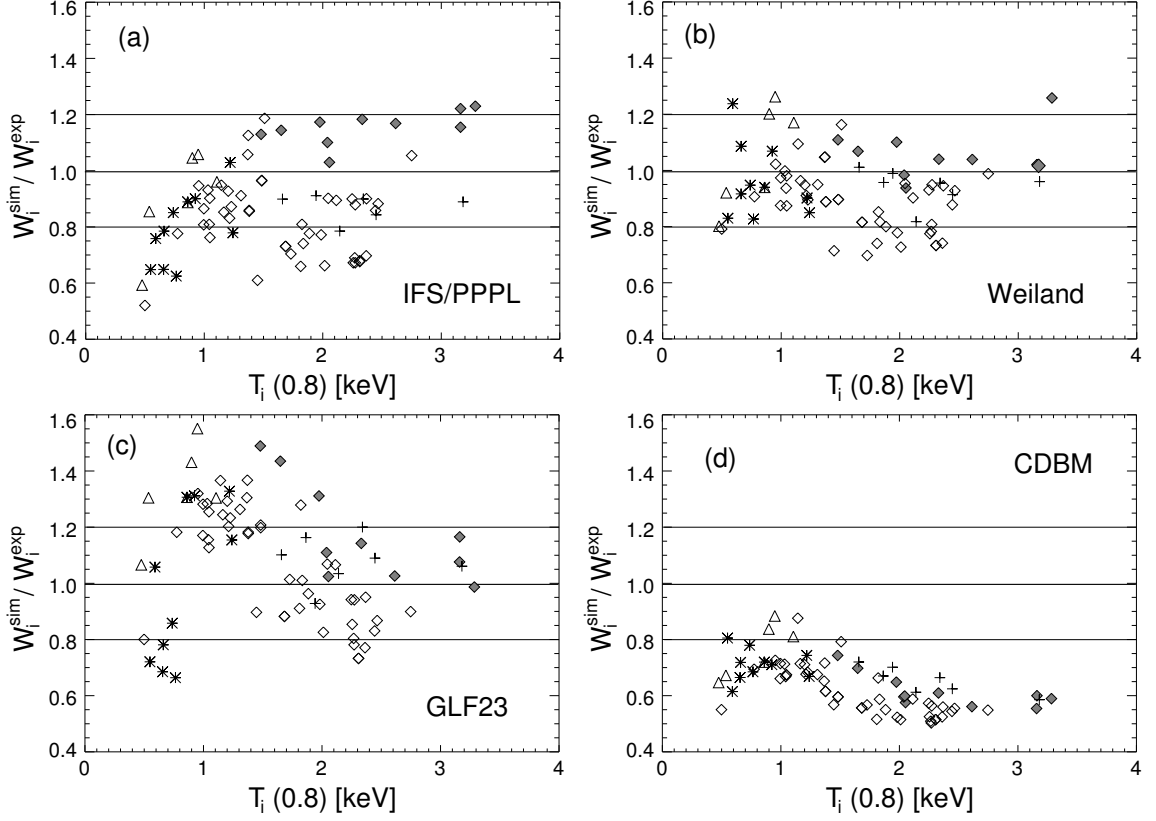 1.6
(a)
1.4
1.2
1.0
0.8
0.6
0.4
IFS/PPPL
W_i^sim / W_i^exp
0 1 2 3 4
T_i (0.8) [keV]
1.6
(b)
1.4
1.2
1.0
0.8
0.6
0.4
Weiland
W_i^sim / W_i^exp
0 1 2 3 4
T_i (0.8) [keV]
1.6
(c)
1.4
1.2
1.0
0.8
0.6
0.4
GLF23
W_i^sim / W_i^exp
0 1 2 3 4
T_i (0.8) [keV]
1.6
(d)
CDBM
1.4
1.2
1.0
0.8
0.6
0.4
W_i^sim / W_i^exp
0 1 2 3 4
T_i (0.8) [keV]